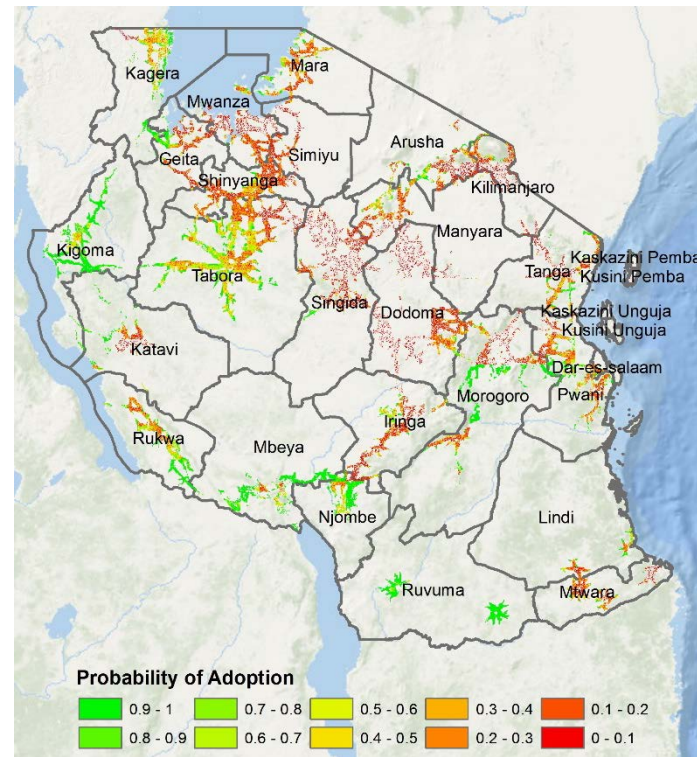 Kagera
Mara
Mwanza
Arusha
Geita
Simiyu
Shinyanga
Kilimanjaro
Kigoma
Manyara
Kaskazini Pemba
Tanga
Kusini Pemba
Tabora
Singida
Dodoma
Kaskazini Unguja
Kusini Unguja
Katavi
Dar-es-salaam
Morogoro
Pwani
Iringa
Rukwa
Mbeya
Njombe
Lindi
Ruvuma
Mtwara
Probability of Adoption
0.9 - 1 0.7 - 0.8 0.5 - 0.6 0.3 - 0.4 0.1 - 0.2
0.8 - 0.9 0.6 - 0.7 0.4 - 0.5 0.2 - 0.3 0 - 0.1